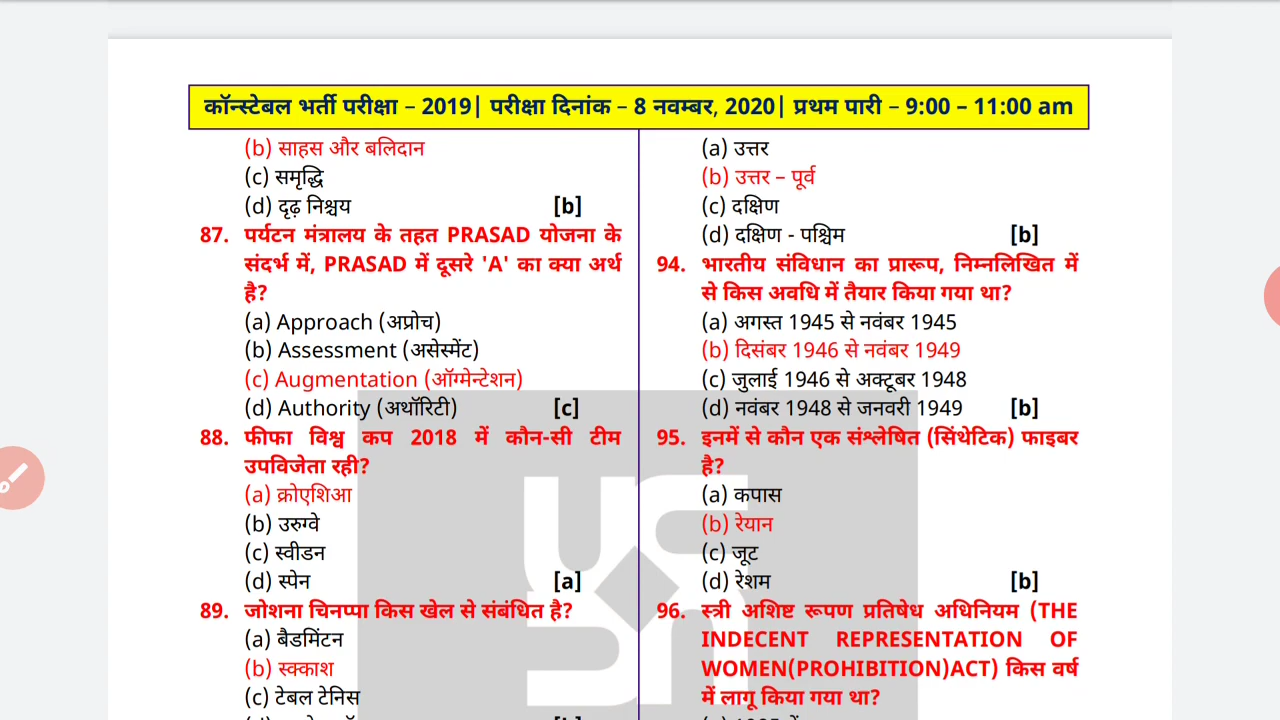 कॉन्स्टेबल भर्ती परीक्षा – 2019| परीक्षा दिनांक – 8 नवम्बर, 2020| प्रथम पारी – 9:00 – 11:00 am
(b) साहस और बलिदान
(c) समृद्धि
(d) दृढ़ निश्चय [b]
87. पर्यटन मंत्रालय के तहत PRASAD योजना के
संदर्भ में, PRASAD में दूसरे 'A' का क्या अर्थ
है?
(a) Approach (अप्रोच)
(b) Assessment (असेस्मेंट)
(c) Augmentation (ऑग्मेन्टेशन)
(d) Authority (अथॉरिटी) [c]
88. फीफा विश्व कप 2018 में कौन-सी टीम
उपविजेता रही?
(a) क्रोएशिआ
(b) उरुग्वे
(c) स्वीडन
(d) स्पेन [a]
89. जोशना चिनप्पा किस खेल से संबंधित है?
(a) बैडमिंटन
(b) स्क्काश
(c) टेबल टेनिस
(a) उत्तर
(b) उत्तर – पूर्व
(c) दक्षिण
(d) दक्षिण - पश्चिम [b]
94. भारतीय संविधान का प्रारूप, निम्नलिखित में
से किस अवधि में तैयार किया गया था?
(a) अगस्त 1945 से नवंबर 1945
(b) दिसंबर 1946 से नवंबर 1949
(c) जुलाई 1946 से अक्टूबर 1948
(d) नवंबर 1948 से जनवरी 1949 [b]
95. इनमें से कौन एक संश्लेषित (सिंथेटिक) फाइबर
है?
(a) कपास
(b) रेयान
(c) जूट
(d) रेशम [b]
96. स्त्री अशिष्ट रूपण प्रतिषेध अधिनियम (THE
INDECENT REPRESENTATION OF
WOMEN(PROHIBITION)ACT) किस वर्ष
में लागू किया गया था?